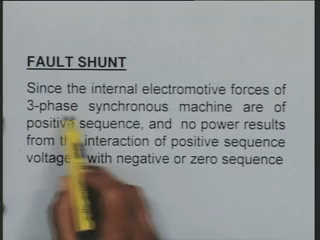 FAULT SHUNT
Since the internal electromotive forces of
3-phase synchronous machine are of
positive sequence, and no power results
from the interaction of positive sequence
voltage with negative or zero sequence